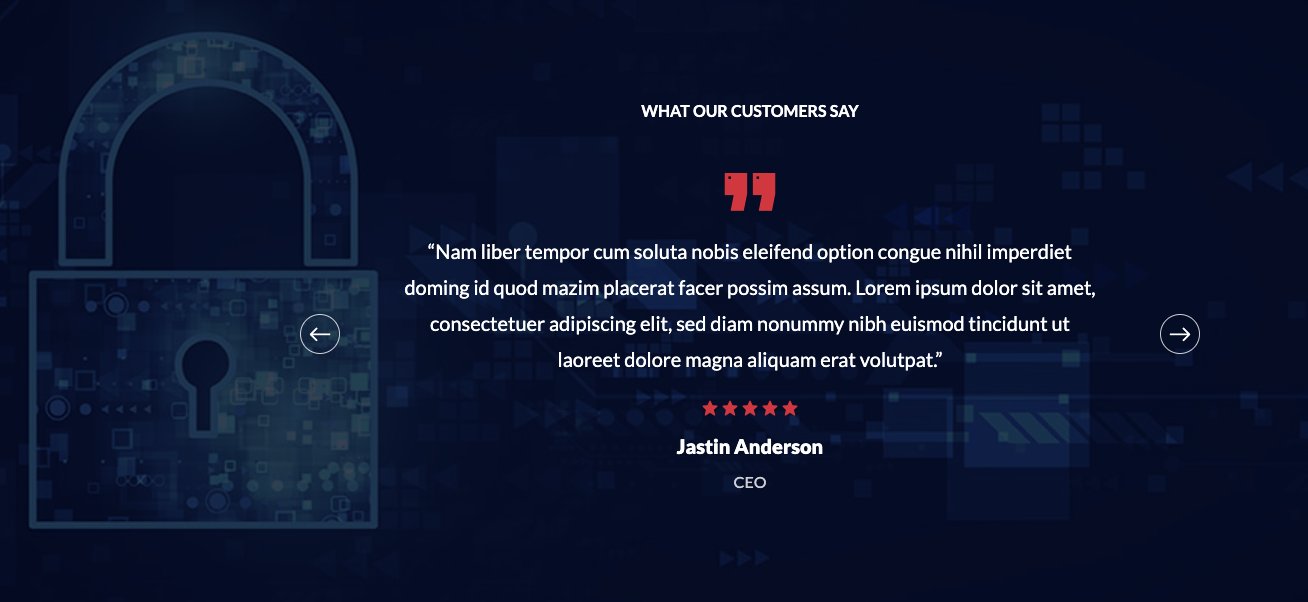 WHAT OUR CUSTOMERS SAY
“Nam liber tempor cum soluta nobis eleifend option congue nihil imperdiet
doming id quod mazim placerat facer possim assum. Lorem ipsum dolor sit amet,
consectetuer adipiscing elit, sed diam nonummy nibh euismod tincidunt ut
laoreet dolore magna aliquam erat volutpat.”
Jastin Anderson
CEO